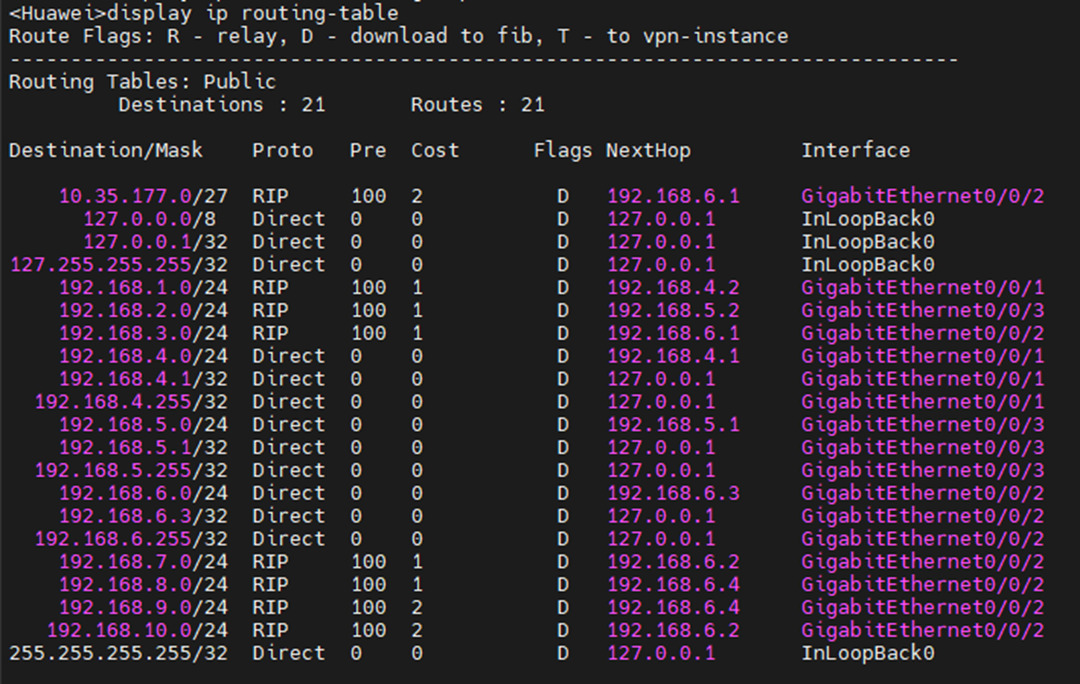 <Huawei>display ip routing-table
Route Flags: R - relay, D - download to fib, T - to vpn-instance
------------------------------------------------------------------------------
Routing Tables: Public
         Destinations : 21       Routes : 21

Destination/Mask    Proto   Pre  Cost      Flags NextHop         Interface

    10.35.177.0/27  RIP     100  2           D   192.168.6.1     GigabitEthernet0/0/2
      127.0.0.0/8   Direct  0    0           D   127.0.0.1       InLoopBack0
      127.0.0.1/32  Direct  0    0           D   127.0.0.1       InLoopBack0
127.255.255.255/32  Direct  0    0           D   127.0.0.1       InLoopBack0
    192.168.1.0/24  RIP     100  1           D   192.168.4.2     GigabitEthernet0/0/1
    192.168.2.0/24  RIP     100  1           D   192.168.5.2     GigabitEthernet0/0/3
    192.168.3.0/24  RIP     100  1           D   192.168.6.1     GigabitEthernet0/0/2
    192.168.4.0/24  Direct  0    0           D   192.168.4.1     GigabitEthernet0/0/1
    192.168.4.1/32  Direct  0    0           D   127.0.0.1       GigabitEthernet0/0/1
  192.168.4.255/32  Direct  0    0           D   127.0.0.1       GigabitEthernet0/0/1
    192.168.5.0/24  Direct  0    0           D   192.168.5.1     GigabitEthernet0/0/3
    192.168.5.1/32  Direct  0    0           D   127.0.0.1       GigabitEthernet0/0/3
  192.168.5.255/32  Direct  0    0           D   127.0.0.1       GigabitEthernet0/0/3
    192.168.6.0/24  Direct  0    0           D   192.168.6.3     GigabitEthernet0/0/2
    192.168.6.3/32  Direct  0    0           D   127.0.0.1       GigabitEthernet0/0/2
  192.168.6.255/32  Direct  0    0           D   127.0.0.1       GigabitEthernet0/0/2
    192.168.7.0/24  RIP     100  1           D   192.168.6.2     GigabitEthernet0/0/2
    192.168.8.0/24  RIP     100  1           D   192.168.6.4     GigabitEthernet0/0/2
    192.168.9.0/24  RIP     100  2           D   192.168.6.4     GigabitEthernet0/0/2
   192.168.10.0/24  RIP     100  2           D   192.168.6.2     GigabitEthernet0/0/2
255.255.255.255/32  Direct  0    0           D   127.0.0.1       InLoopBack0